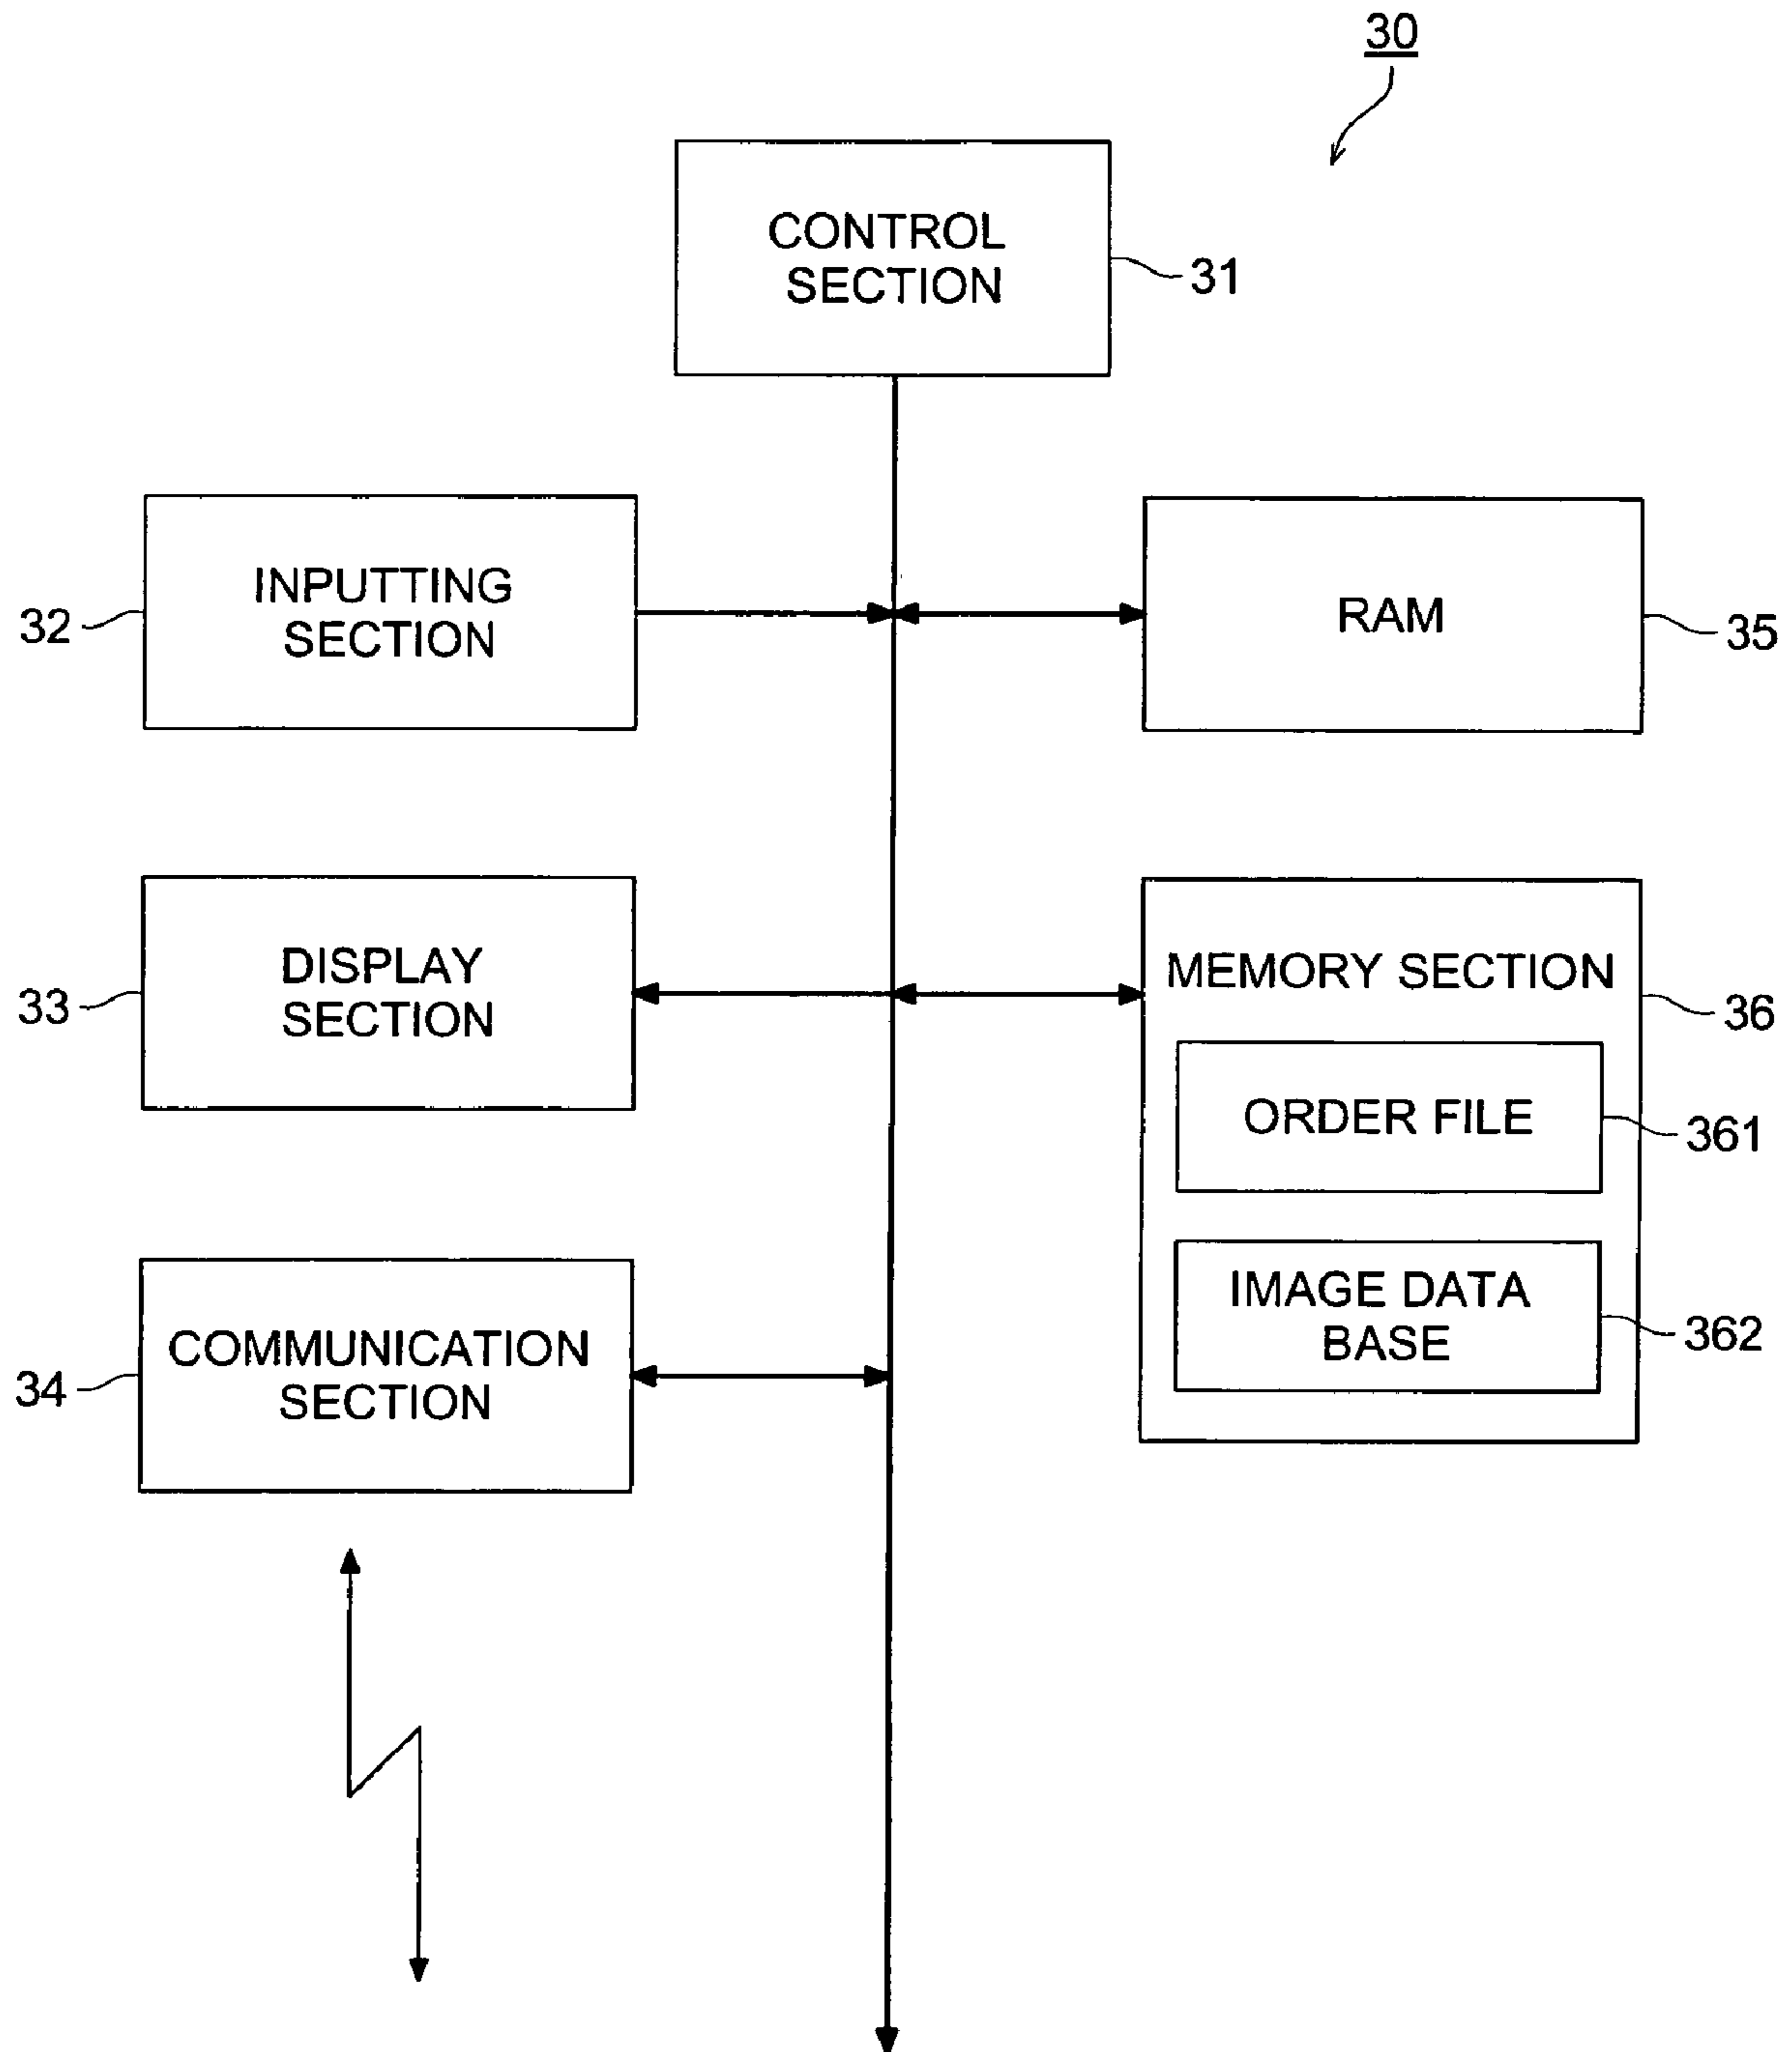 30
CONTROL
SECTION
31
INPUTTING
SECTION
32
RAM
35
DISPLAY
SECTION
33
MEMORY SECTION
36
ORDER FILE
361
IMAGE DATA
BASE
362
COMMUNICATION
SECTION
34